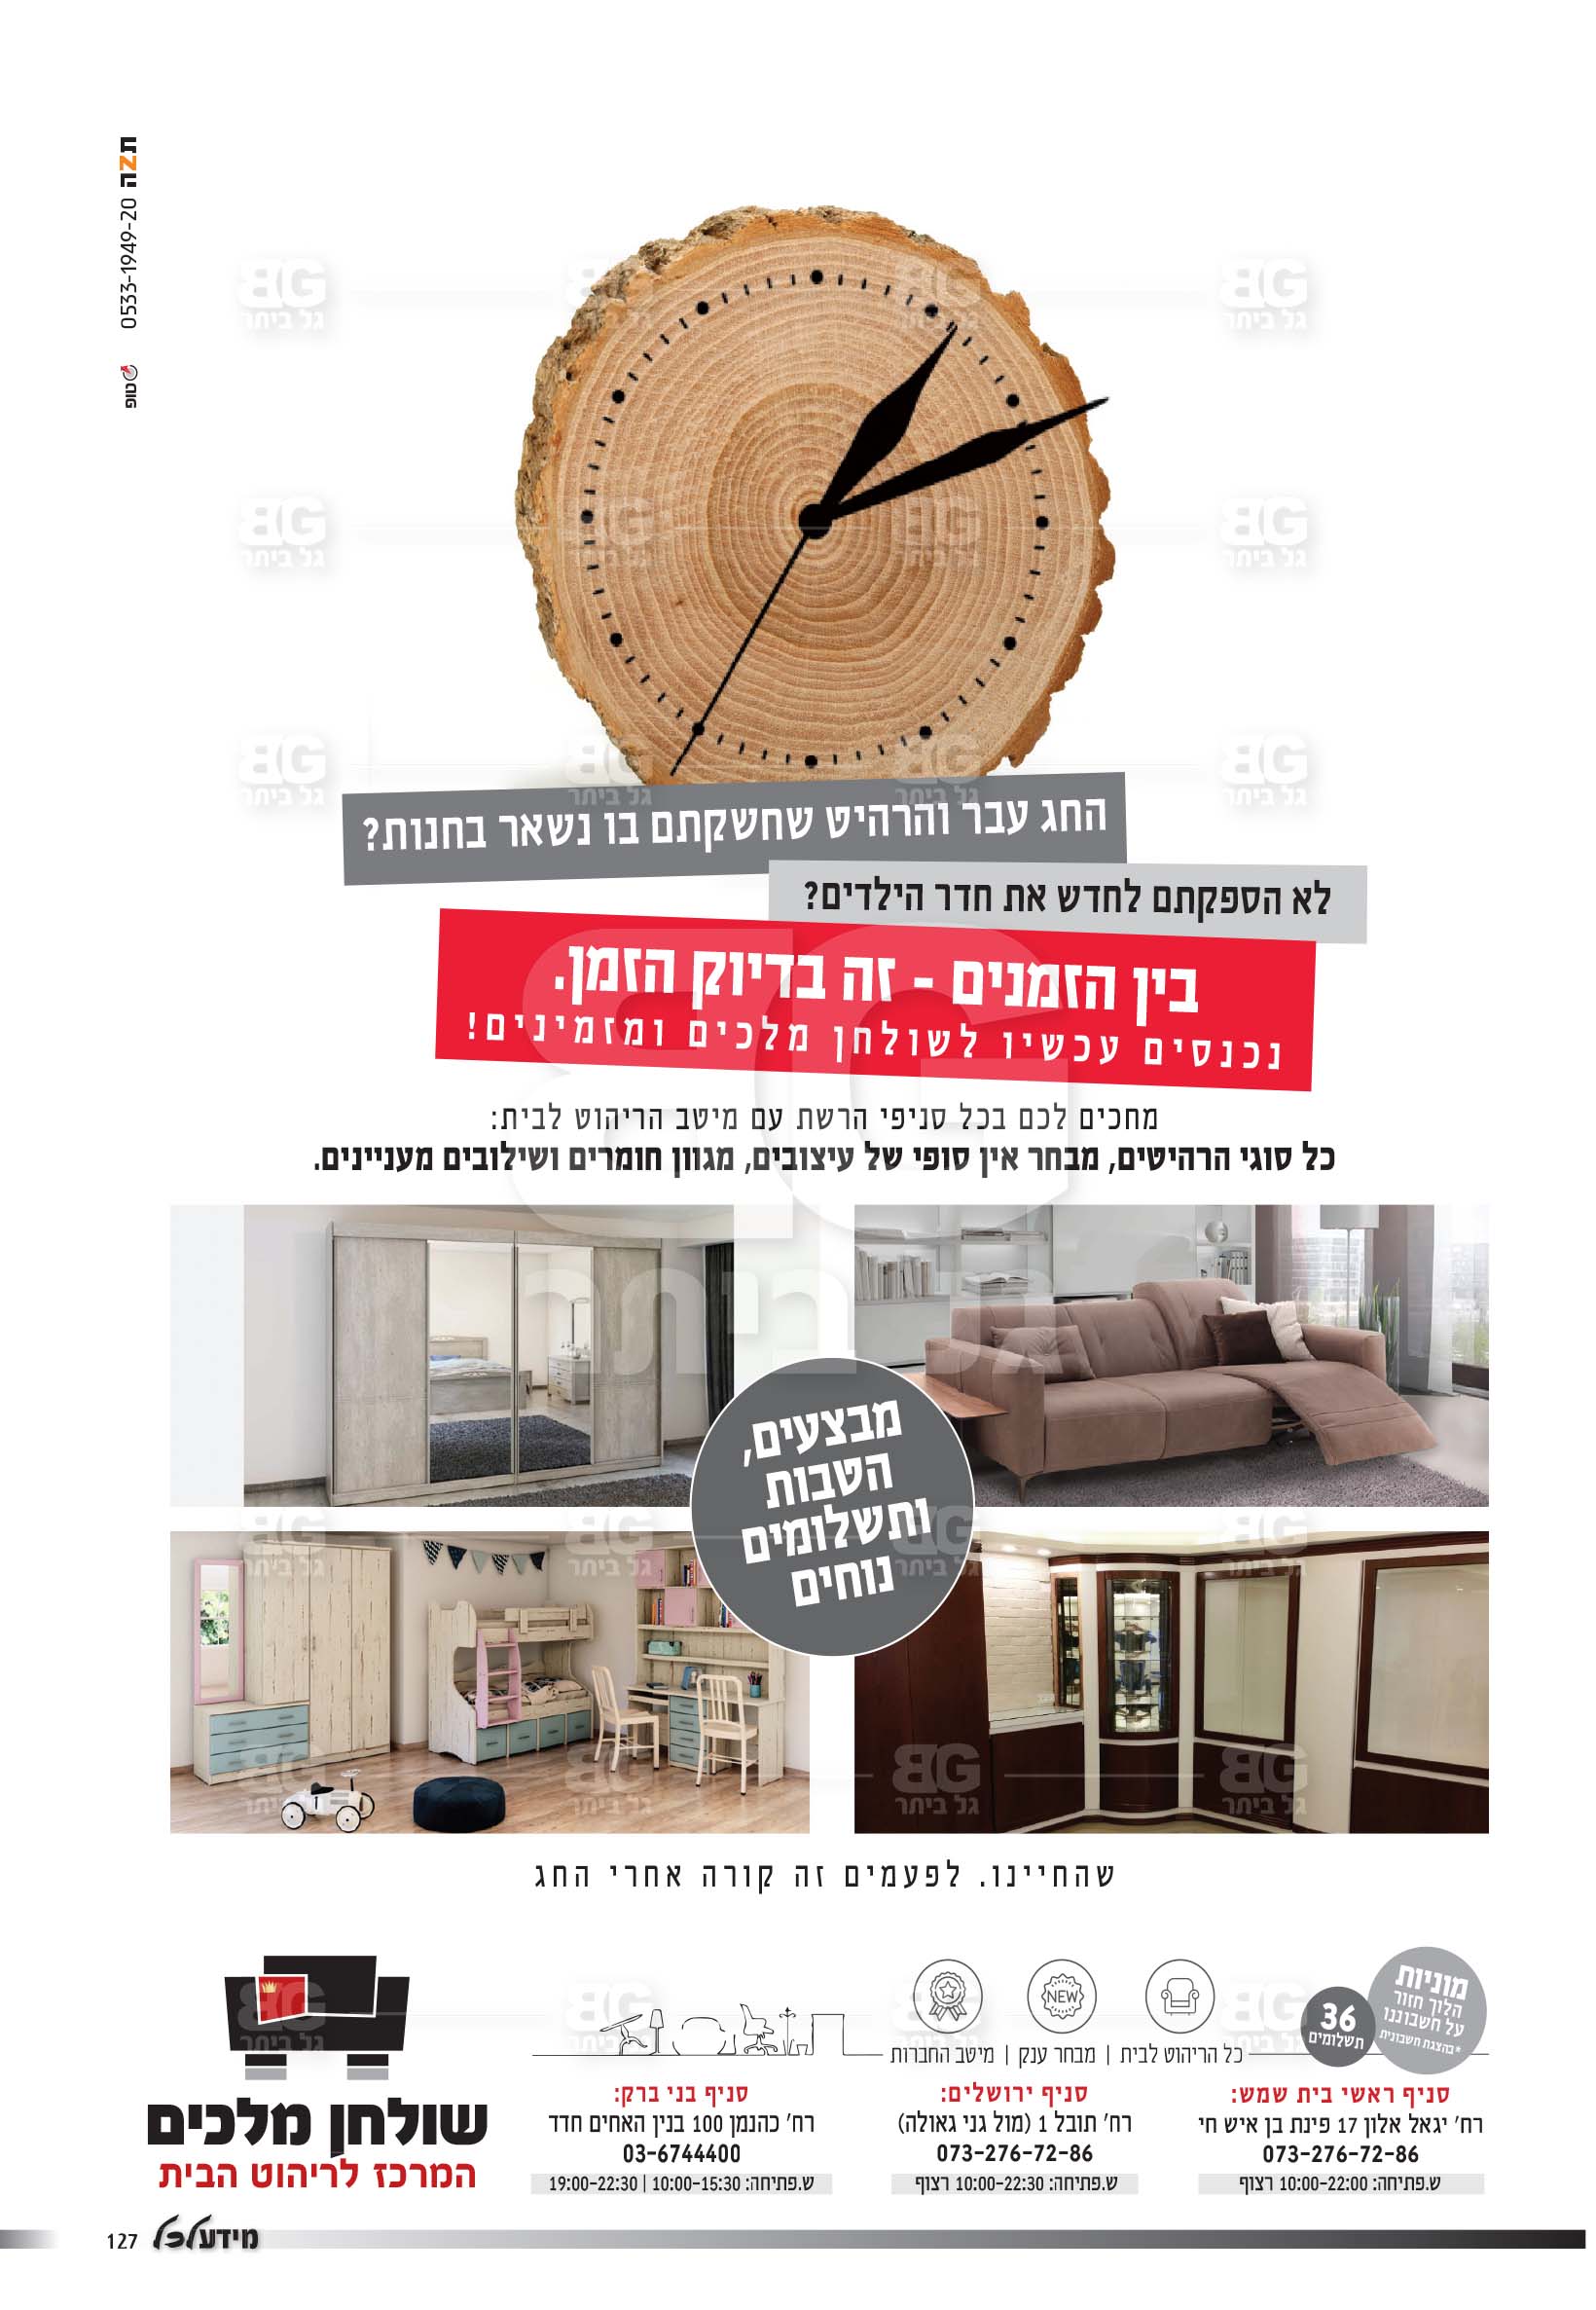 תצה 0533-1949-20
טופ
החג עבר והרהיט שחשקתם בו נשאר בחנות?
לא הספקתם לחדש את חדר הילדים?
בין הזמנים - זה בדיוק הזמן.
נכנסים עכשיו לשולחן מלכים ומזמינים!
מחכים לכם בכל סניפי הרשת עם מיטב הריהוט לבית:
כל סוגי הרהיטים, מבחר אין סופי של עיצובים, מגוון חומרים ושילובים מעניינים.
מבצעים,
הטבות
ותשלומים
נוחים
שהחיינו. לפעמים זה קורה אחרי החג
מוניות
הלוך חזור
על חשבוננו
*בהצגת חשבונית
36
תשלומים
NEW
כל הריהוט לבית | מבחר ענק | מיטב החברות
סניף ראשי בית שמש:
רח' יגאל אלון 17 פינת בן איש חי
073-276-72-86
ש.פתיחה: 10:00-22:00 רצוף
סניף ירושלים:
רח' תובל 1 (מול גני גאולה)
073-276-72-86
ש.פתיחה: 10:00-22:30 רצוף
סניף בני ברק:
רח' כהנמן 100 בנין האחים חדד
03-6744400
ש.פתיחה: 10:00-15:30 | 19:00-22:30
שולחן מלכים
המרכז לריהוט הבית
מידע לכל
127
BG
גל ביתר